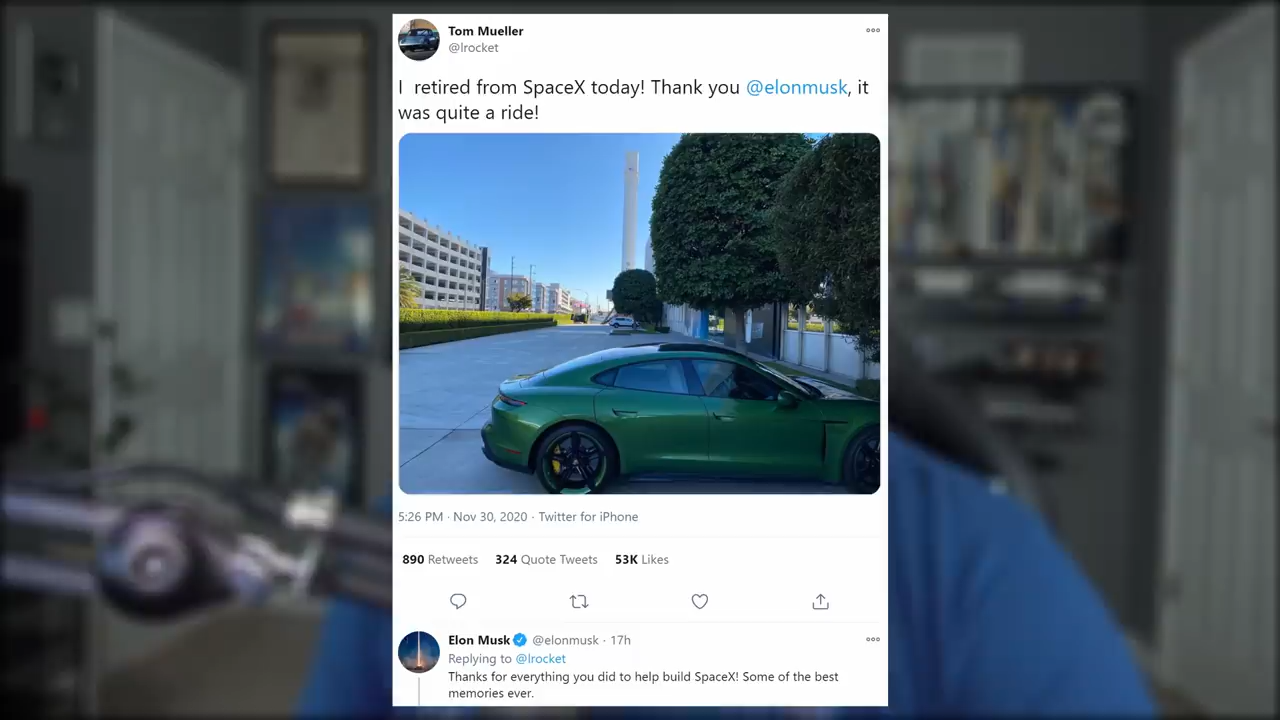 Tom Mueller
@lrocket
I  retired from SpaceX today! Thank you @elonmusk, it
was quite a ride!
5:26 PM · Nov 30, 2020 · Twitter for iPhone
890 Retweets 324 Quote Tweets 53K Likes
Elon Musk @elonmusk · 17h
Replying to @lrocket
Thanks for everything you did to help build SpaceX! Some of the best
memories ever.